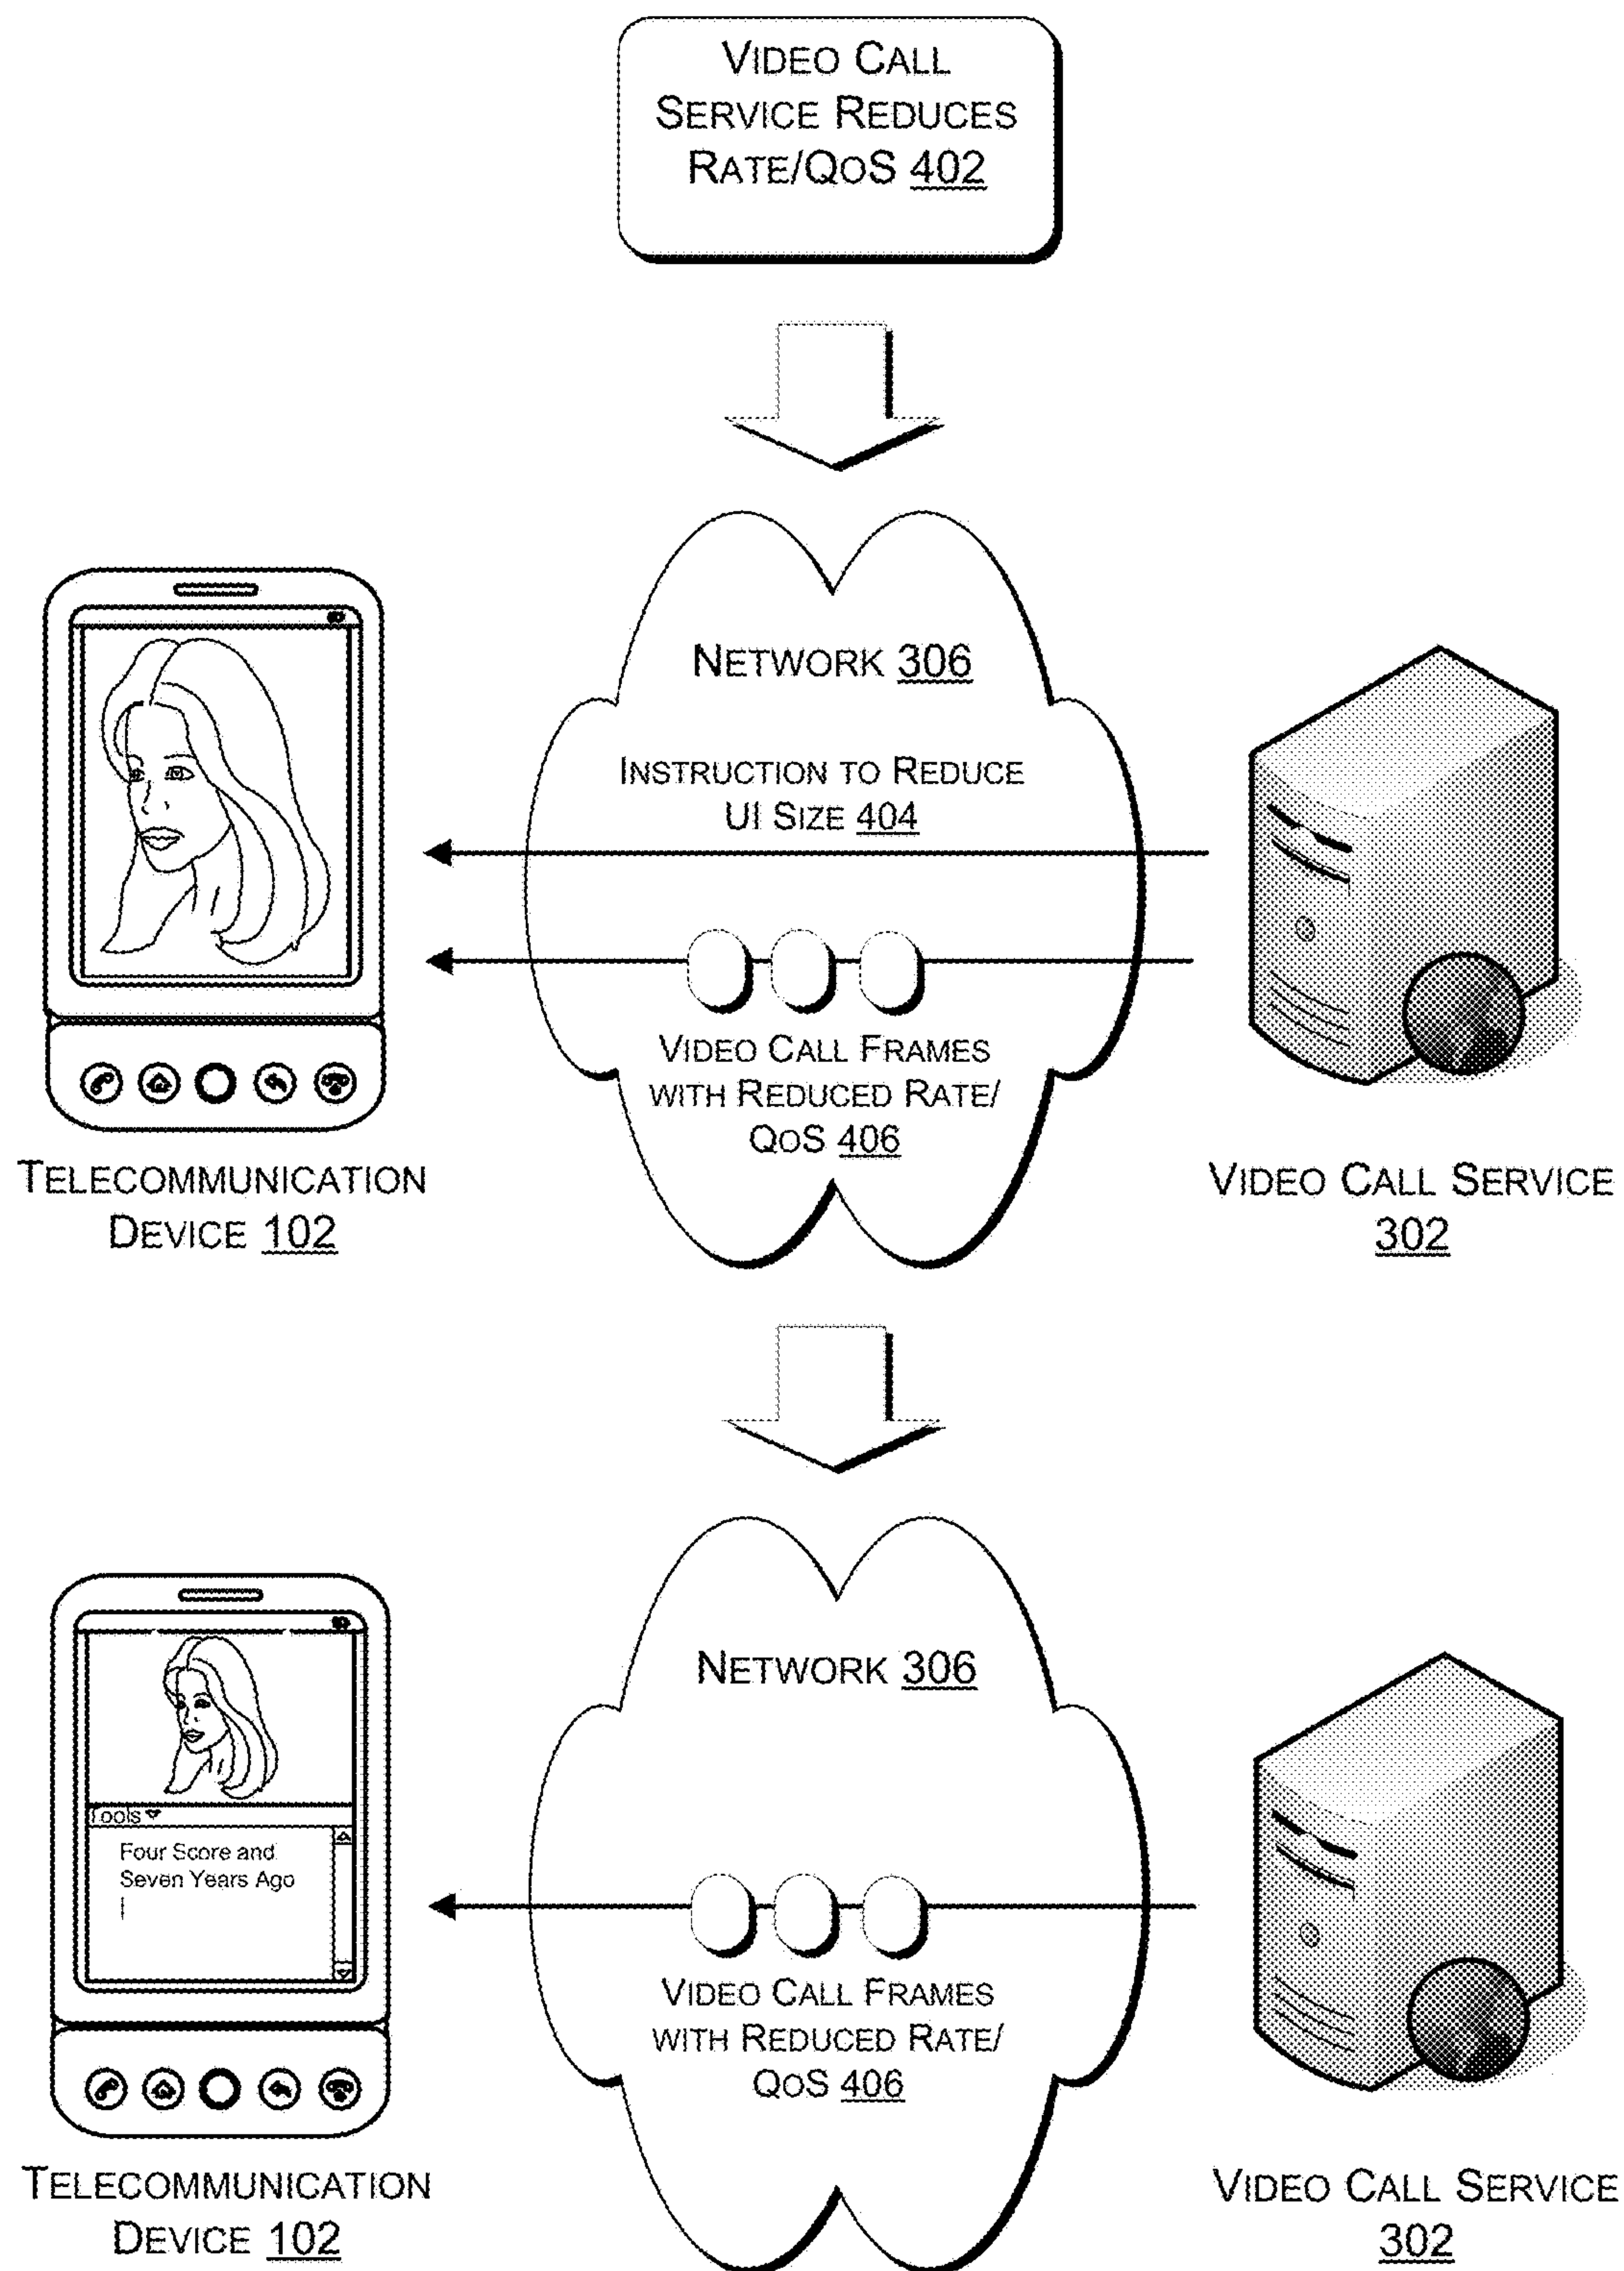 VIDEO CALL
SERVICE REDUCES
RATE/QOS 402
NETWORK 306
INSTRUCTION TO REDUCE
UI SIZE 404
VIDEO CALL FRAMES
WITH REDUCED RATE/
QOS 406
TELECOMMUNICATION
DEVICE 102
VIDEO CALL SERVICE
302
NETWORK 306
Tools
Four Score and
Seven Years Ago
VIDEO CALL FRAMES
WITH REDUCED RATE/
QOS 406
TELECOMMUNICATION
DEVICE 102
VIDEO CALL SERVICE
302